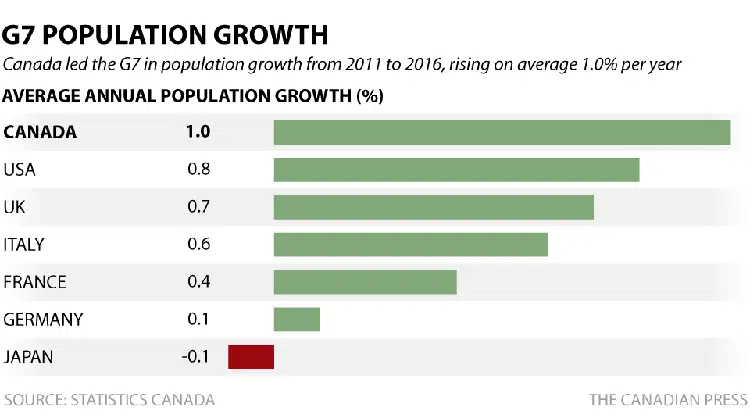 G7 POPULATION GROWTH
Canada led the G7 in population growth from 2011 to 2016, rising on average 1.0% per year
AVERAGE ANNUAL POPULATION GROWTH (%)
CANADA 1.0
USA 0.8
UK 0.7
ITALY 0.6
FRANCE 0.4
GERMANY 0.1
JAPAN -0.1
SOURCE: STATISTICS CANADA THE CANADIAN PRESS